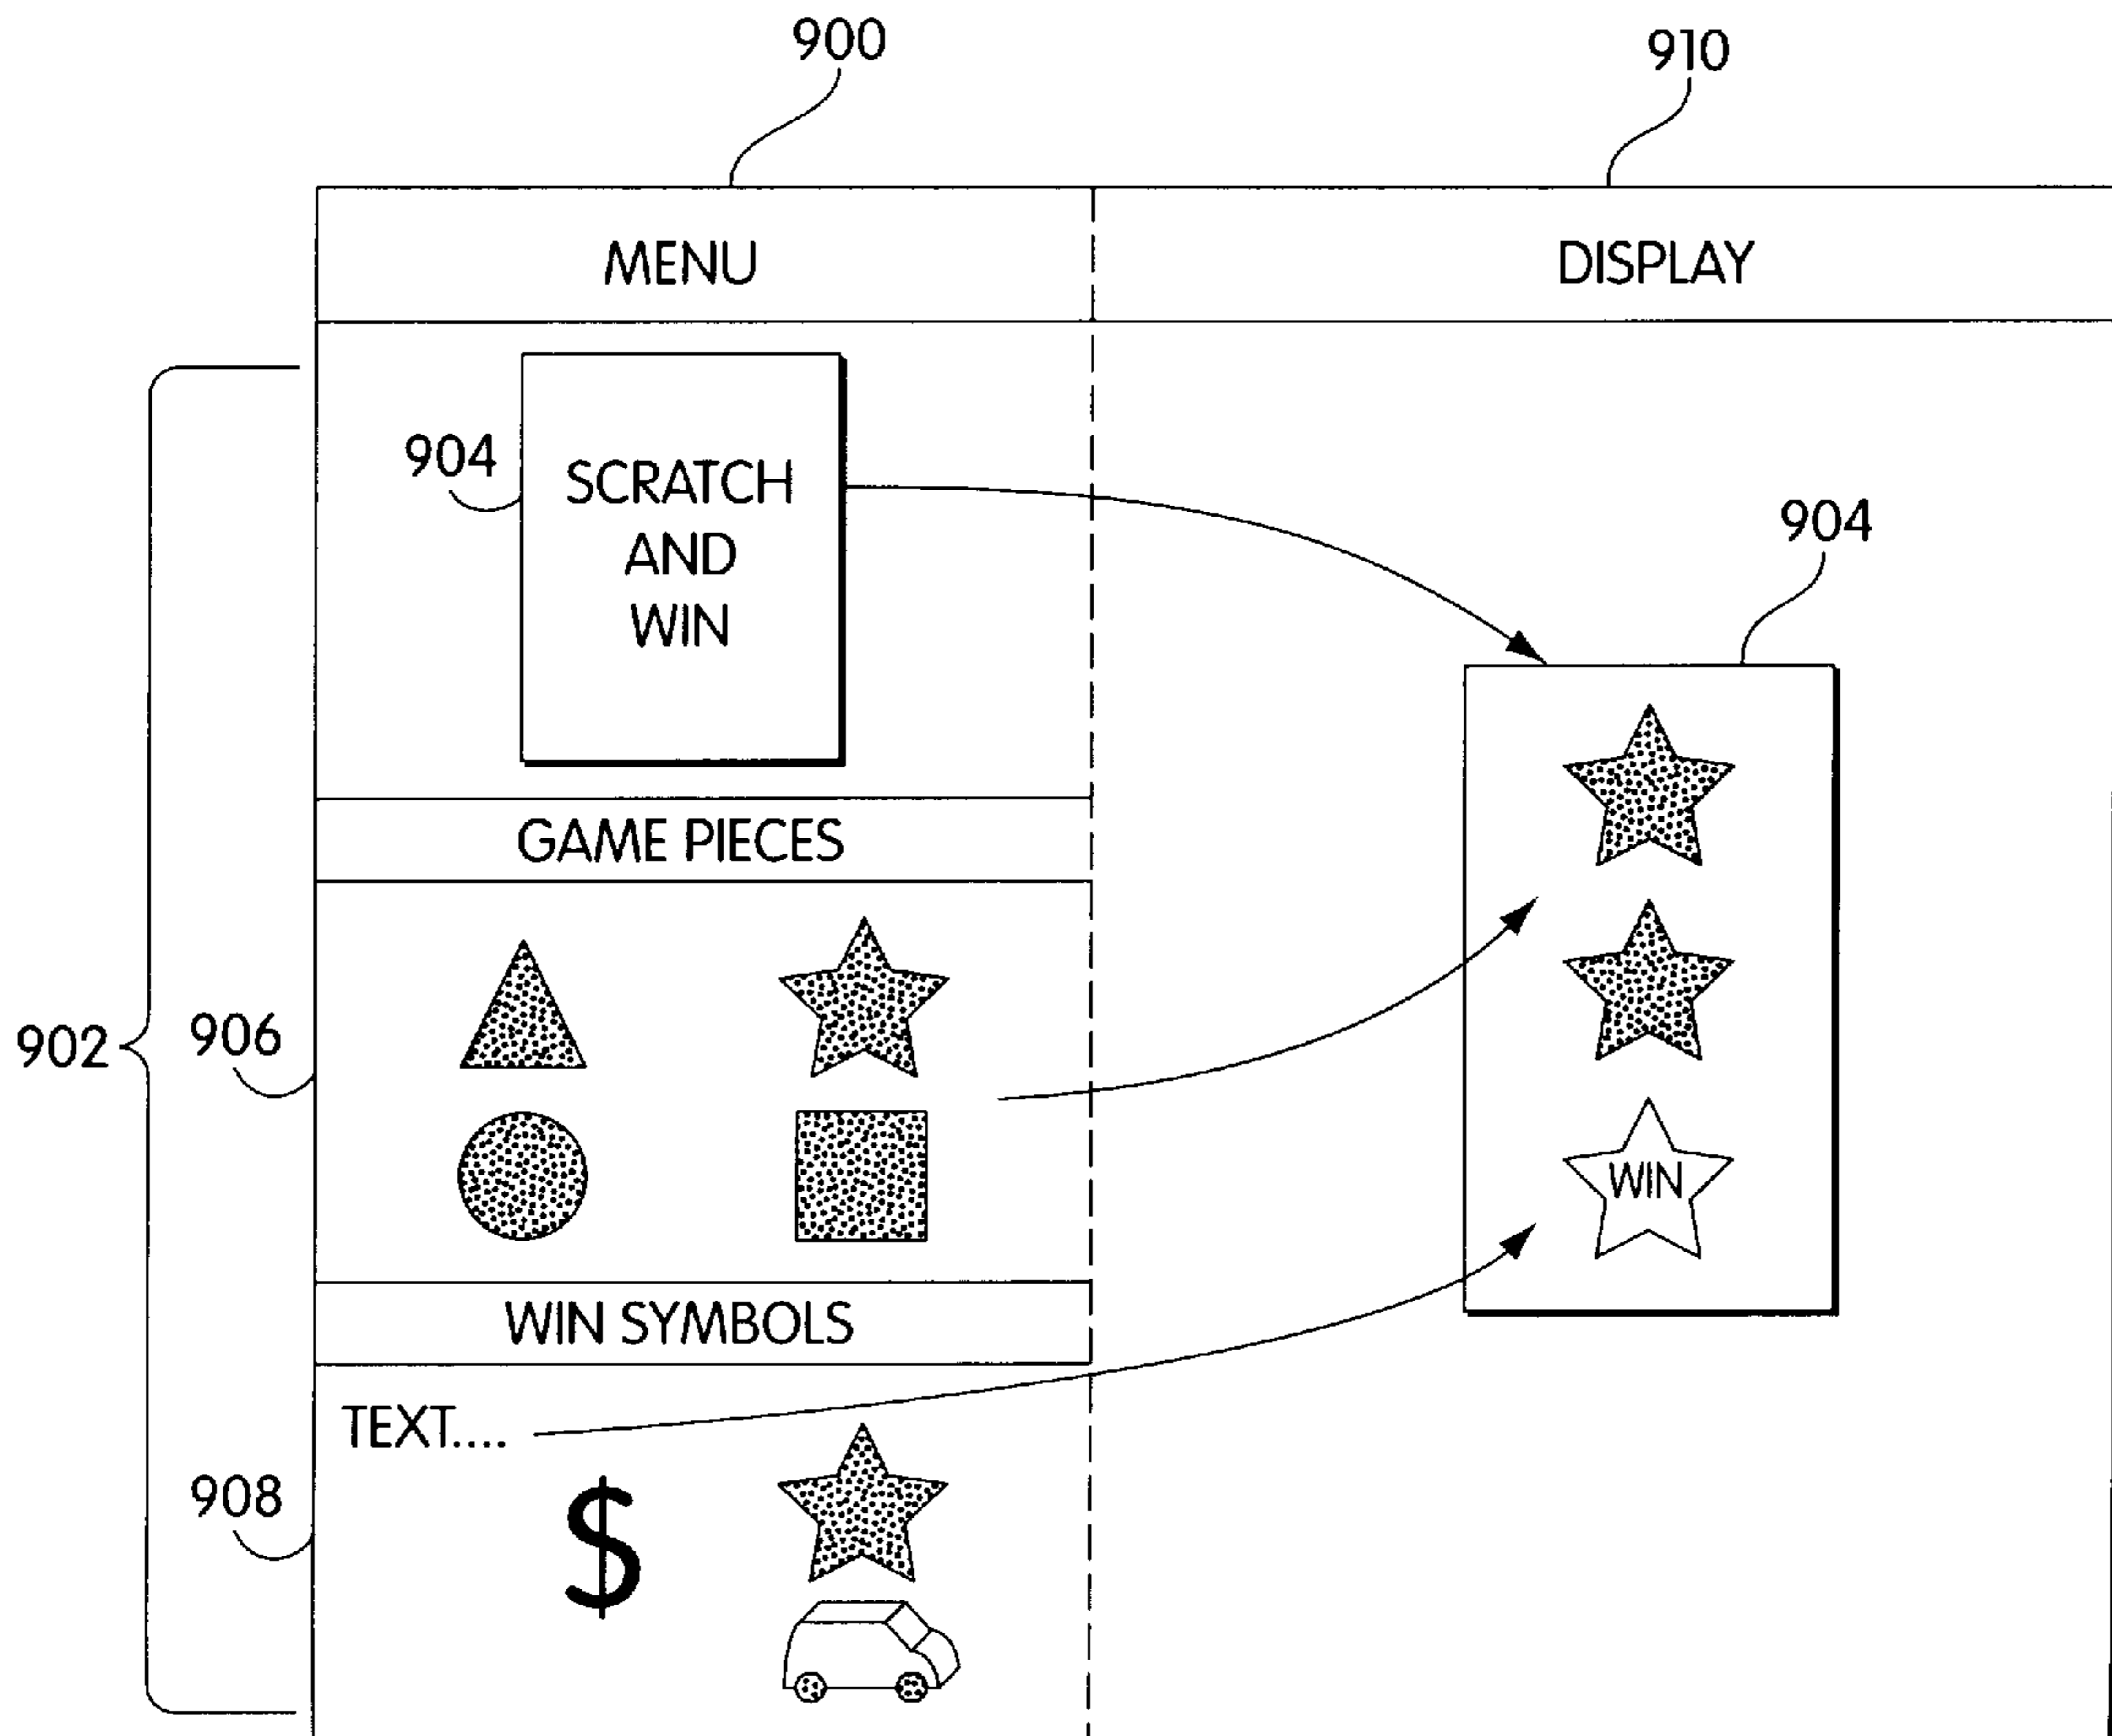 900
910
MENU
DISPLAY
904
SCRATCH
AND
WIN
904
GAME PIECES
902
906
WIN
WIN SYMBOLS
TEXT....
908
$